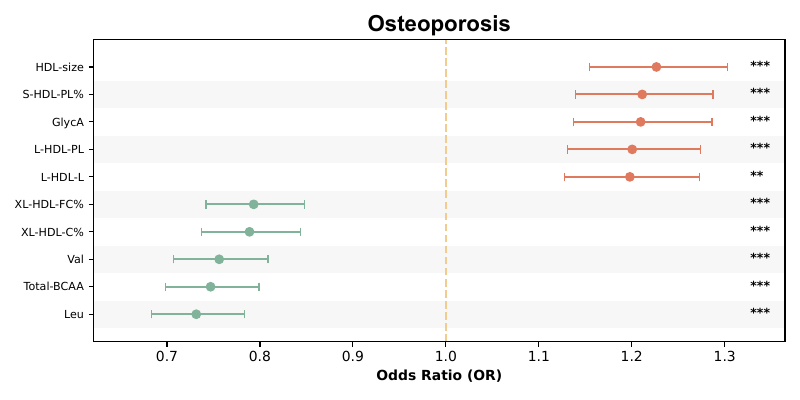 Osteoporosis
HDL-size ***
S-HDL-PL% ***
GlycA ***
L-HDL-PL ***
L-HDL-L **
XL-HDL-FC% ***
XL-HDL-C% ***
Val ***
Total-BCAA ***
Leu ***
0.7 0.8 0.9 1.0 1.1 1.2 1.3
Odds Ratio (OR)